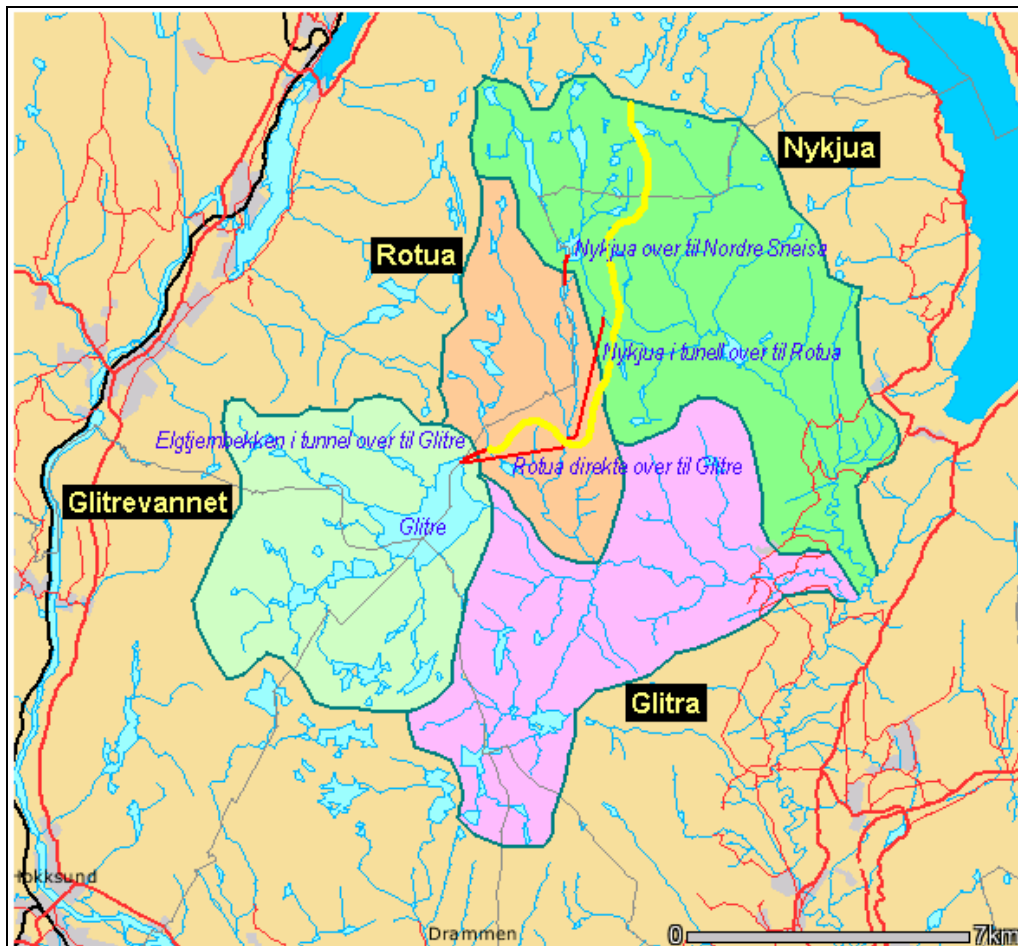 Nykjua
Rotua
Nykjua over til Nordre Sneisa
Nykjua i tunell over til Rotua
Elgtjernbekken i tunnel over til Glitre
Rotua direkte over til Glitre
Glitrevannet
Glitre
Glitra
Hokksund
Drammen
0
7km